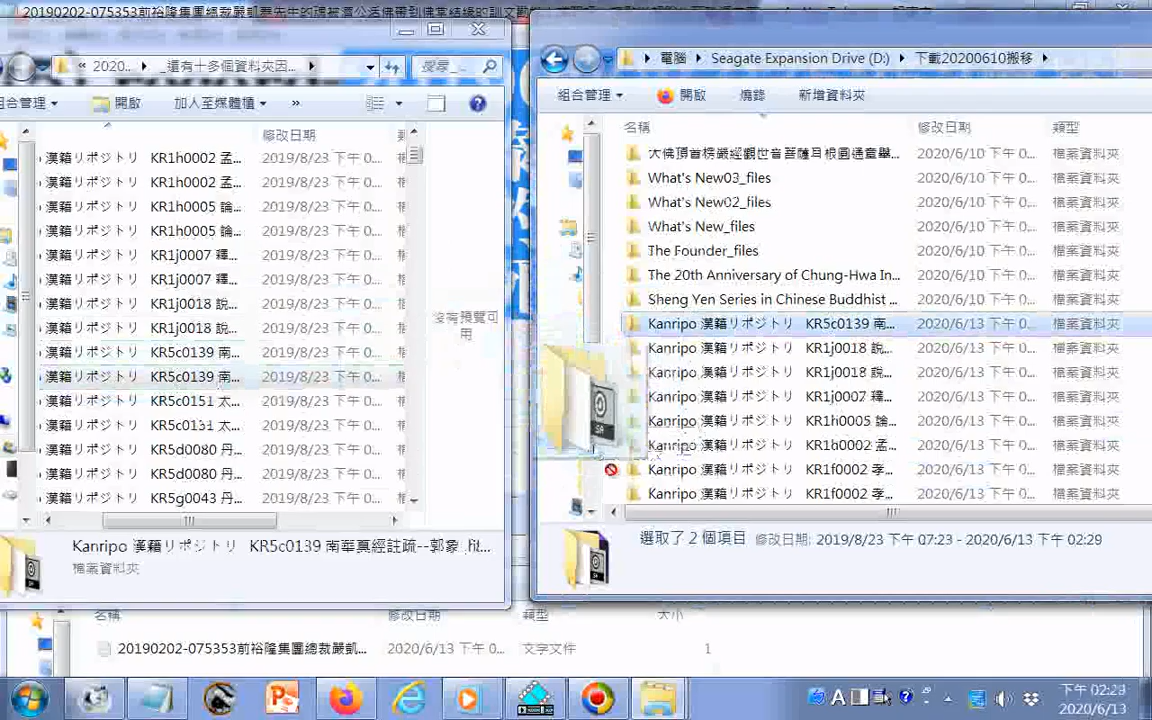 « 2020... ▸ _還有十多個資料夾因... ▸
搜尋_...
組合管理 開啟 加入至媒體櫃 »
修改日期
漢籍リポジトリ KR1h0002 孟... 2019/8/23 下午 0...
漢籍リポジトリ KR1h0002 孟... 2019/8/23 下午 0...
漢籍リポジトリ KR1h0005 論... 2019/8/23 下午 0...
漢籍リポジトリ KR1h0005 論... 2019/8/23 下午 0...
漢籍リポジトリ KR1j0007 釋... 2019/8/23 下午 0...
漢籍リポジトリ KR1j0007 釋... 2019/8/23 下午 0...
漢籍リポジトリ KR1j0018 說... 2019/8/23 下午 0...
漢籍リポジトリ KR1j0018 說... 2019/8/23 下午 0...
漢籍リポジトリ KR5c0139 南... 2019/8/23 下午 0...
漢籍リポジトリ KR5c0139 南... 2019/8/23 下午 0...
漢籍リポジトリ KR5c0151 太... 2019/8/23 下午 0...
漢籍リポジトリ KR5c0151 太... 2019/8/23 下午 0...
漢籍リポジトリ KR5d0080 丹... 2019/8/23 下午 0...
漢籍リポジトリ KR5d0080 丹... 2019/8/23 下午 0...
漢籍リポジトリ KR5g0043 丹... 2019/8/23 下午 0...
沒有預覽可
用
Kanripo 漢籍リポジトリ KR5c0139 南華真經註疏--郭象
檔案資料夾
電腦 ▸ Seagate Expansion Drive (D:) ▸ 下載20200610搬移 ▸
組合管理 開啟 燒錄 新增資料夾
名稱 修改日期 類型
大佛頂首楞嚴經觀世音菩薩耳根圓通章舉... 2020/6/10 下午 0... 檔案資料夾
What's New03_files 2020/6/10 下午 0... 檔案資料夾
What's New02_files 2020/6/10 下午 0... 檔案資料夾
What's New_files 2020/6/10 下午 0... 檔案資料夾
The Founder_files 2020/6/10 下午 0... 檔案資料夾
The 20th Anniversary of Chung-Hwa In... 2020/6/10 下午 0... 檔案資料夾
Sheng Yen Series in Chinese Buddhist ... 2020/6/10 下午 0... 檔案資料夾
Kanripo 漢籍リポジトリ KR5c0139 南... 2020/6/13 下午 0... 檔案資料夾
Kanripo 漢籍リポジトリ KR1j0018 說... 2020/6/13 下午 0... 檔案資料夾
Kanripo 漢籍リポジトリ KR1j0018 說... 2020/6/13 下午 0... 檔案資料夾
Kanripo 漢籍リポジトリ KR1j0007 釋... 2020/6/13 下午 0... 檔案資料夾
Kanripo 漢籍リポジトリ KR1h0005 論... 2020/6/13 下午 0... 檔案資料夾
Kanripo 漢籍リポジトリ KR1h0002 孟... 2020/6/13 下午 0... 檔案資料夾
Kanripo 漢籍リポジトリ KR1f0002 孝... 2020/6/13 下午 0... 檔案資料夾
Kanripo 漢籍リポジトリ KR1f0002 孝... 2020/6/13 下午 0... 檔案資料夾
選取了 2 個項目 修改日期: 2019/8/23 下午 07:23 - 2020/6/13 下午 02:29
名稱 修改日期 類型 大小
20190202-075353前裕隆集團總裁嚴凱... 2020/6/13 下午 0... 文字文件 1
下午 02:29
2020/6/13